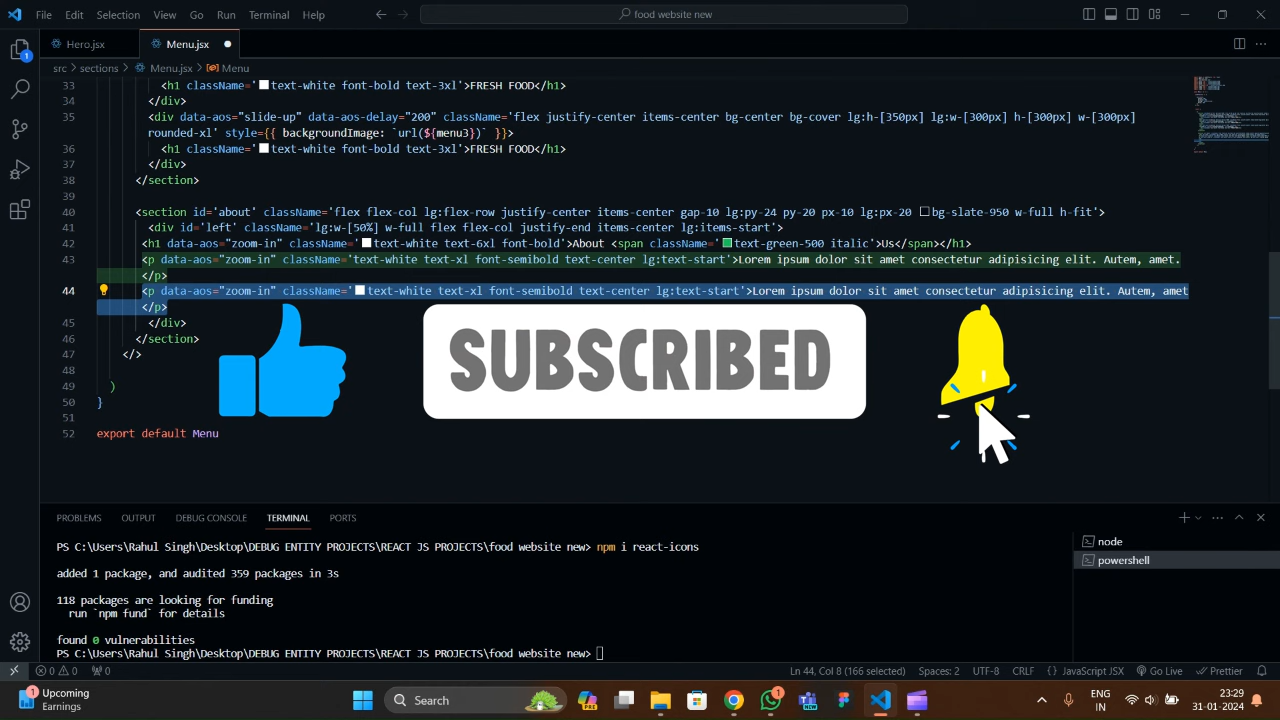 File Edit Selection View Go Run Terminal Help
food website new
Hero.jsx
Menu.jsx
src > sections > Menu.jsx > Menu
33 <h1 className='text-white font-bold text-3xl'>FRESH FOOD</h1>
34 </div>
35 <div data-aos="slide-up" data-aos-delay="200" className='flex justify-center items-center bg-center bg-cover lg:h-[350px] lg:w-[300px] h-[300px] w-[300px]
rounded-xl' style={{ backgroundImage: `url(${menu3})` }}>
36 <h1 className='text-white font-bold text-3xl'>FRESH FOOD</h1>
37 </div>
38 </section>
39
40 <section id='about' className='flex flex-col lg:flex-row justify-center items-center gap-10 lg:py-24 py-20 px-10 lg:px-20 bg-slate-950 w-full h-fit'>
41 <div id='left' className='lg:w-[50%] w-full flex flex-col justify-end items-center lg:items-start'>
42 <h1 data-aos="zoom-in" className='text-white text-6xl font-bold'>About <span className='text-green-500 italic'>Us</span></h1>
43 <p data-aos="zoom-in" className='text-white text-xl font-semibold text-center lg:text-start'>Lorem ipsum dolor sit amet consectetur adipisicing elit. Autem, amet.
</p>
44 <p data-aos="zoom-in" className='text-white text-xl font-semibold text-center lg:text-start'>Lorem ipsum dolor sit amet consectetur adipisicing elit. Autem, amet
</p>
45 </div>
46 </section>
47 </>
48
49 )
50 }
51
52 export default Menu
SUBSCRIBED
PROBLEMS OUTPUT DEBUG CONSOLE TERMINAL PORTS
PS C:\Users\Rahul Singh\Desktop\DEBUG ENTITY PROJECTS\REACT JS PROJECTS\food website new> npm i react-icons
added 1 package, and audited 359 packages in 3s
118 packages are looking for funding
run `npm fund` for details
found 0 vulnerabilities
PS C:\Users\Rahul Singh\Desktop\DEBUG ENTITY PROJECTS\REACT JS PROJECTS\food website new>
node
powershell
0 0 0 Ln 44, Col 8 (166 selected) Spaces: 2 UTF-8 CRLF {} JavaScript JSX Go Live Prettier
1 Upcoming
Earnings
Search
PRE
1
NEW
ENG
IN
23:29
31-01-2024